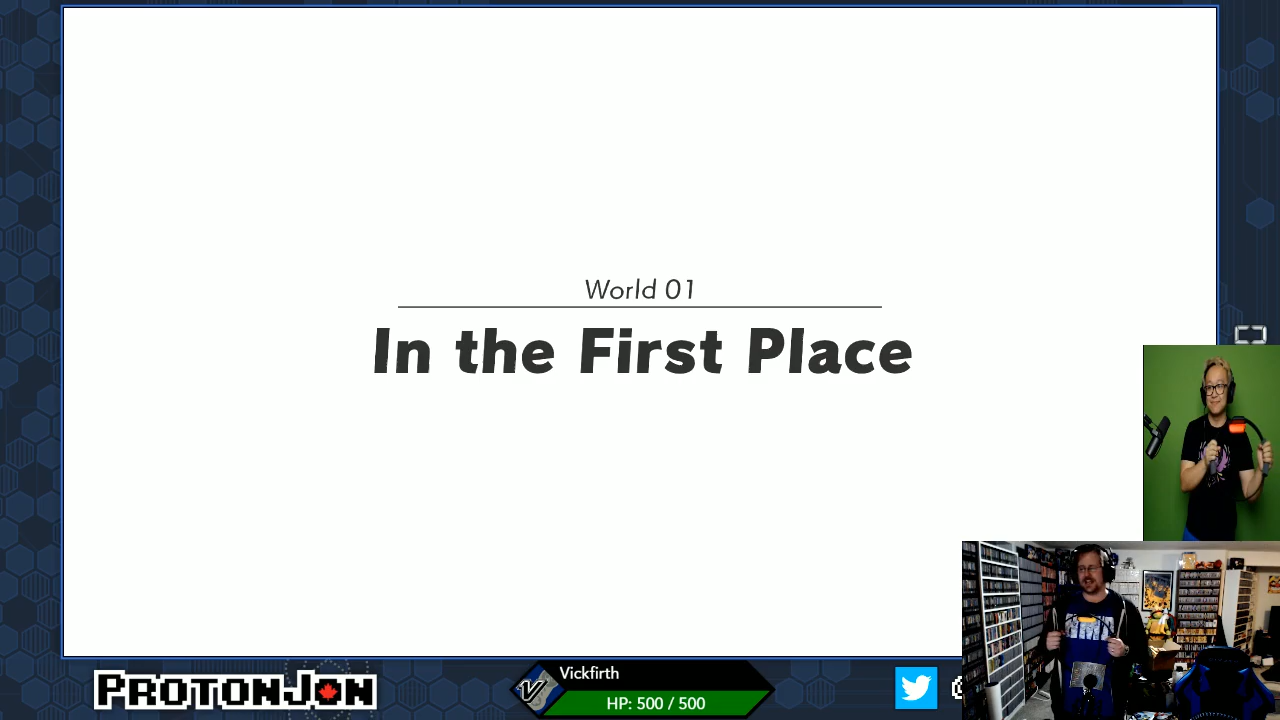 World 01
In the First Place
PROTONJON
Vickfirth
HP: 500 / 500